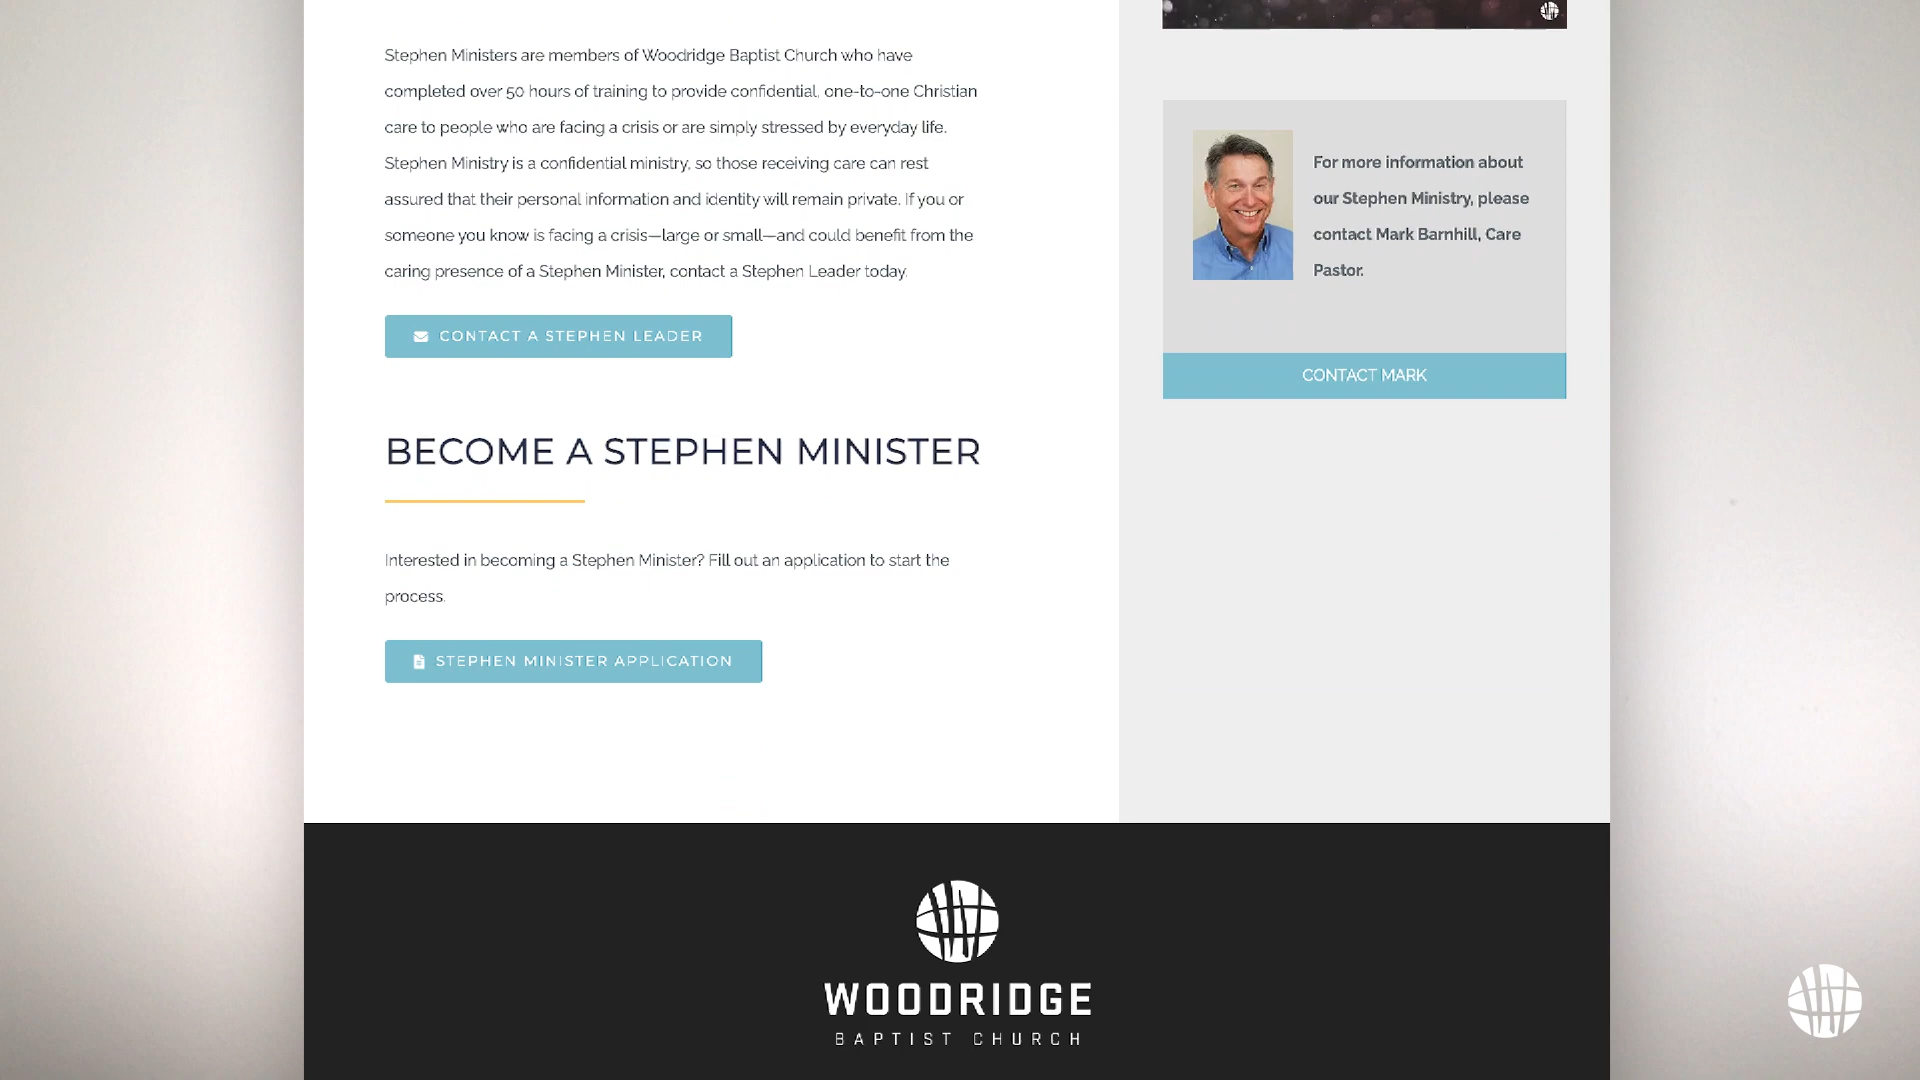 Stephen Ministers are members of Woodridge Baptist Church who have
completed over 50 hours of training to provide confidential, one-to-one Christian
care to people who are facing a crisis or are simply stressed by everyday life.
Stephen Ministry is a confidential ministry, so those receiving care can rest
assured that their personal information and identity will remain private. If you or
someone you know is facing a crisis—large or small—and could benefit from the
caring presence of a Stephen Minister, contact a Stephen Leader today.
CONTACT A STEPHEN LEADER
BECOME A STEPHEN MINISTER
Interested in becoming a Stephen Minister? Fill out an application to start the
process.
STEPHEN MINISTER APPLICATION
For more information about
our Stephen Ministry, please
contact Mark Barnhill, Care
Pastor.
CONTACT MARK
WOODRIDGE
BAPTIST CHURCH